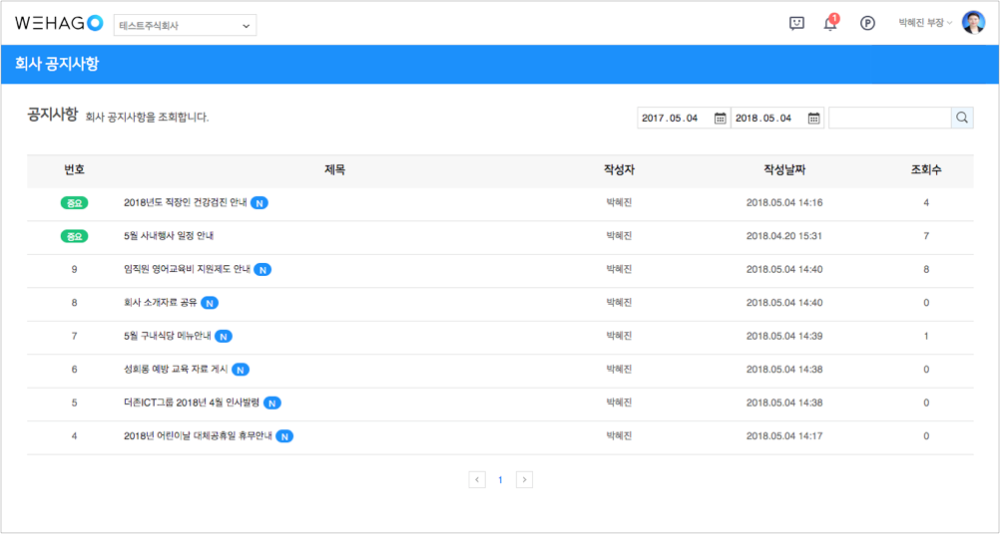 WEHAGO 테스트주식회사 1 P 박혜진 부장
회사 공지사항
공지사항 회사 공지사항을 조회합니다. 2017.05.04 2018.05.04
번호 제목 작성자 작성날짜 조회수
중요 2018년도 직장인 건강검진 안내 N 박혜진 2018.05.04 14:16 4
중요 5월 사내행사 일정 안내 박혜진 2018.04.20 15:31 7
9 임직원 영어교육비 지원제도 안내 N 박혜진 2018.05.04 14:40 8
8 회사 소개자료 공유 N 박혜진 2018.05.04 14:40 0
7 5월 구내식당 메뉴안내 N 박혜진 2018.05.04 14:39 1
6 성희롱 예방 교육 자료 게시 N 박혜진 2018.05.04 14:38 0
5 더존ICT그룹 2018년 4월 인사발령 N 박혜진 2018.05.04 14:38 0
4 2018년 어린이날 대체공휴일 휴무안내 N 박혜진 2018.05.04 14:17 0
< 1 >